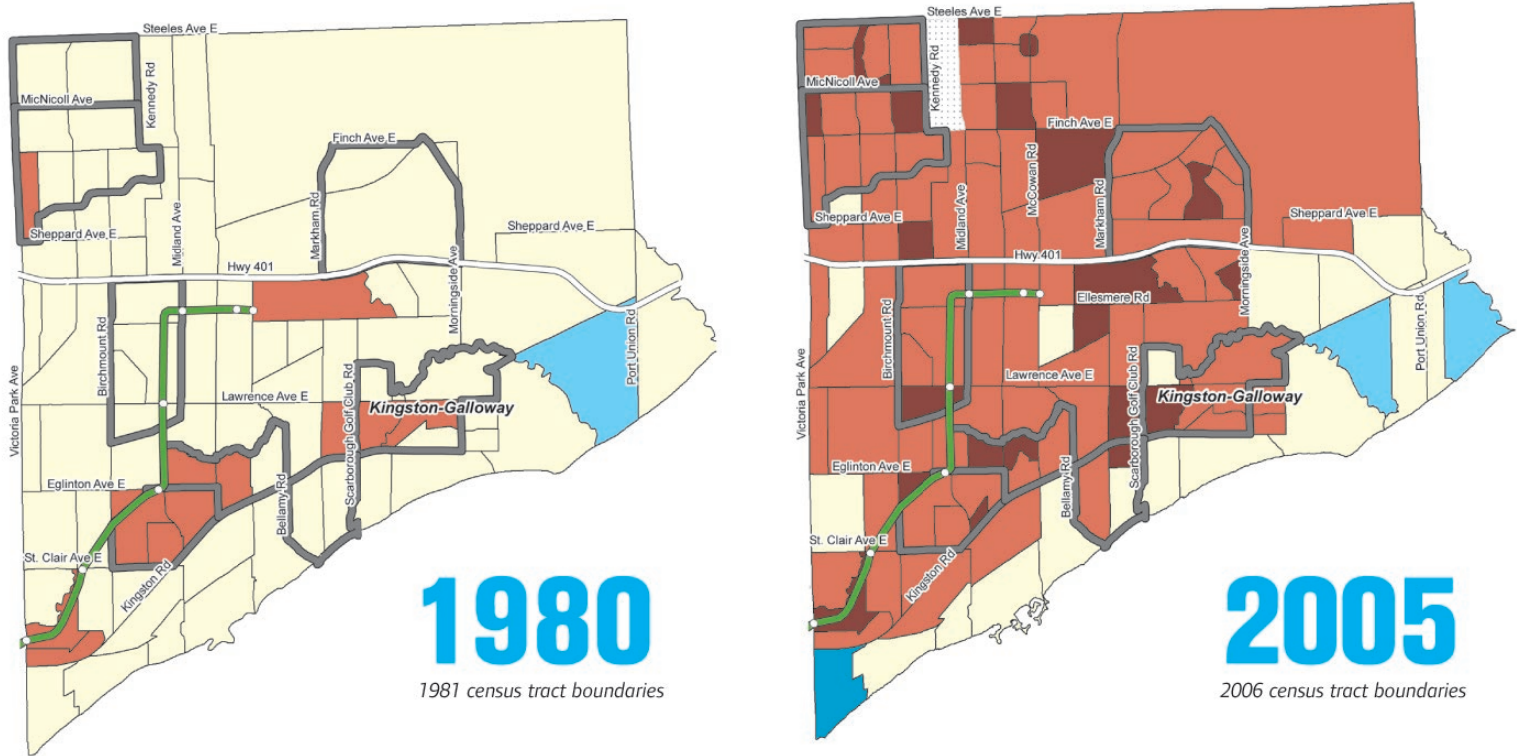 Steeles Ave E
Kennedy Rd
MicNicoll Ave
Finch Ave E
Markham Rd
Midland Ave
Sheppard Ave E
Sheppard Ave E
Hwy 401
Morningside Ave
Birchmount Rd
Port Union Rd
Victoria Park Ave
Lawrence Ave E
Scarborough Golf Club Rd
Kingston-Galloway
Eglinton Ave E
Bellamy Rd
St. Clair Ave E
Kingston Rd
1980
1981 census tract boundaries
Steeles Ave E
Kennedy Rd
MicNicoll Ave
Finch Ave E
McCowan Rd
Markham Rd
Midland Ave
Sheppard Ave E
Sheppard Ave E
Hwy 401
Morningside Ave
Ellesmere Rd
Birchmount Rd
Port Union Rd
Victoria Park Ave
Lawrence Ave E
Scarborough Golf Club Rd
Kingston-Galloway
Eglinton Ave E
Bellamy Rd
St. Clair Ave E
Kingston Rd
2005
2006 census tract boundaries